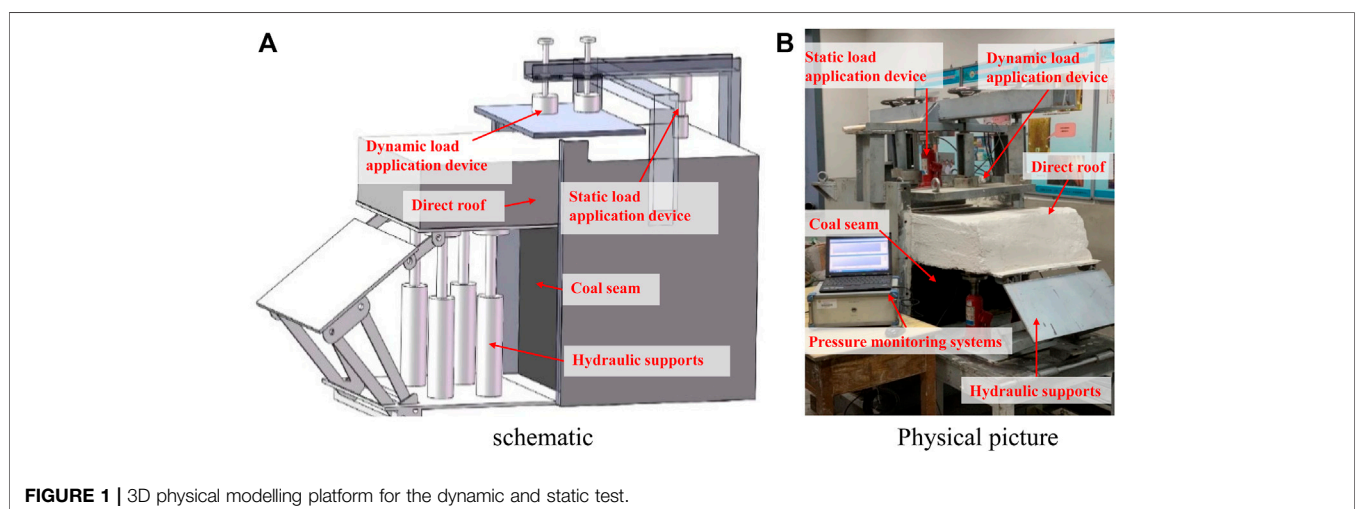 A
Dynamic load
application device
Direct roof
Static load
application device
Coal seam
Hydraulic supports
schematic
B
Static load
application device
Dynamic load
application device
Direct roof
Coal seam
Pressure monitoring systems
Hydraulic supports
Physical picture
FIGURE 1 | 3D physical modelling platform for the dynamic and static test.